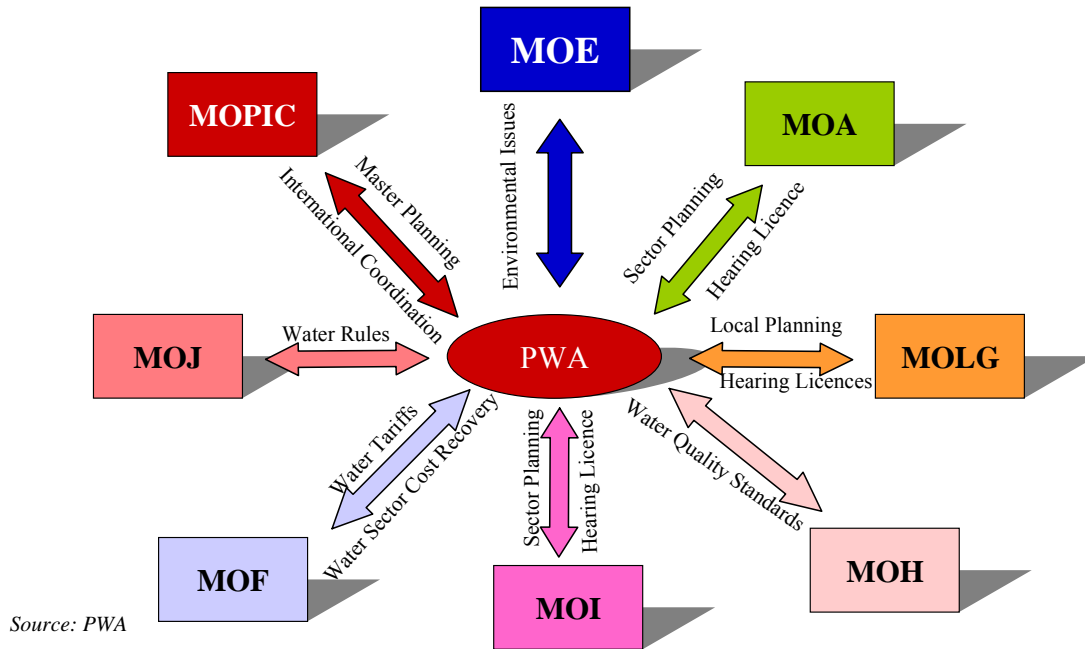 MOE
MOPIC
MOA
Environmental Issues
Master Planning
International Coordination
Sector Planning
Hearing Licence
MOJ
Water Rules
PWA
Local Planning
Hearing Licences
MOLG
Water Tariffs
Water Sector Cost Recovery
Sector Planning
Hearing Licence
Water Quality Standards
MOF
MOI
MOH
Source: PWA